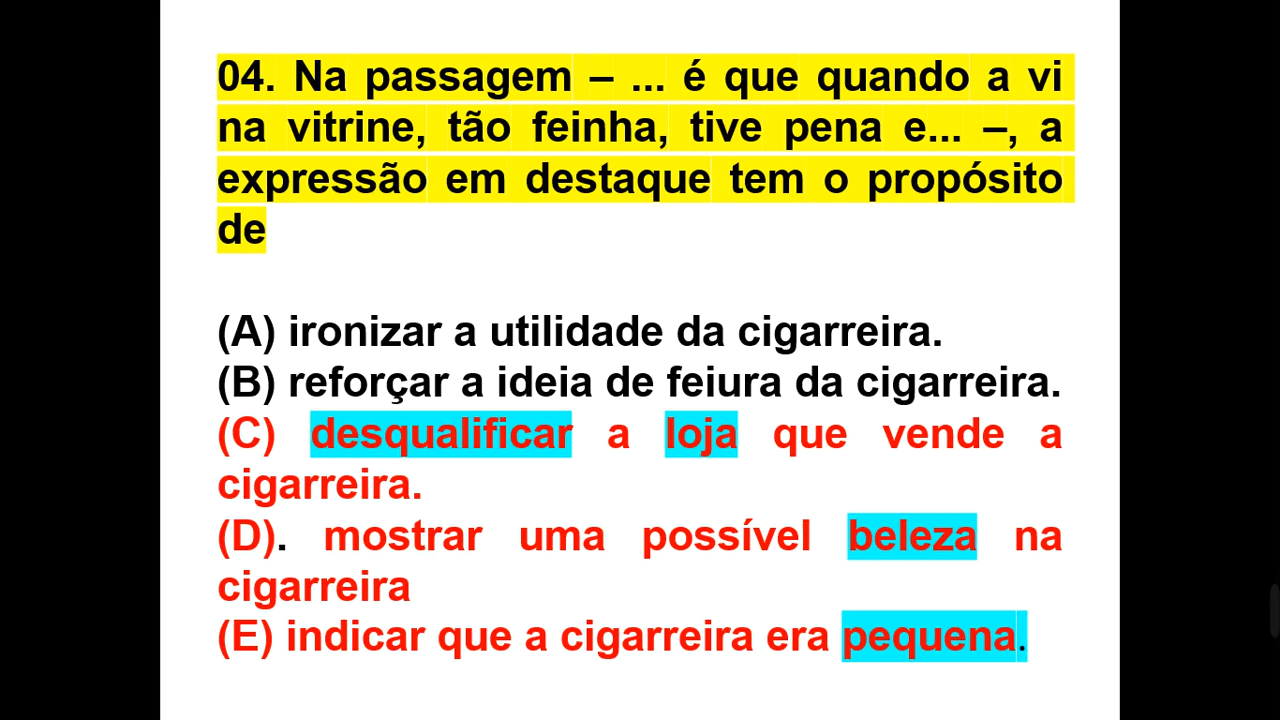 04. Na passagem – ... é que quando a vi
na vitrine, tão feinha, tive pena e... –, a
expressão em destaque tem o propósito
de
(A) ironizar a utilidade da cigarreira.
(B) reforçar a ideia de feiura da cigarreira.
(C) desqualificar a loja que vende a
cigarreira.
(D). mostrar uma possível beleza na
cigarreira
(E) indicar que a cigarreira era pequena.